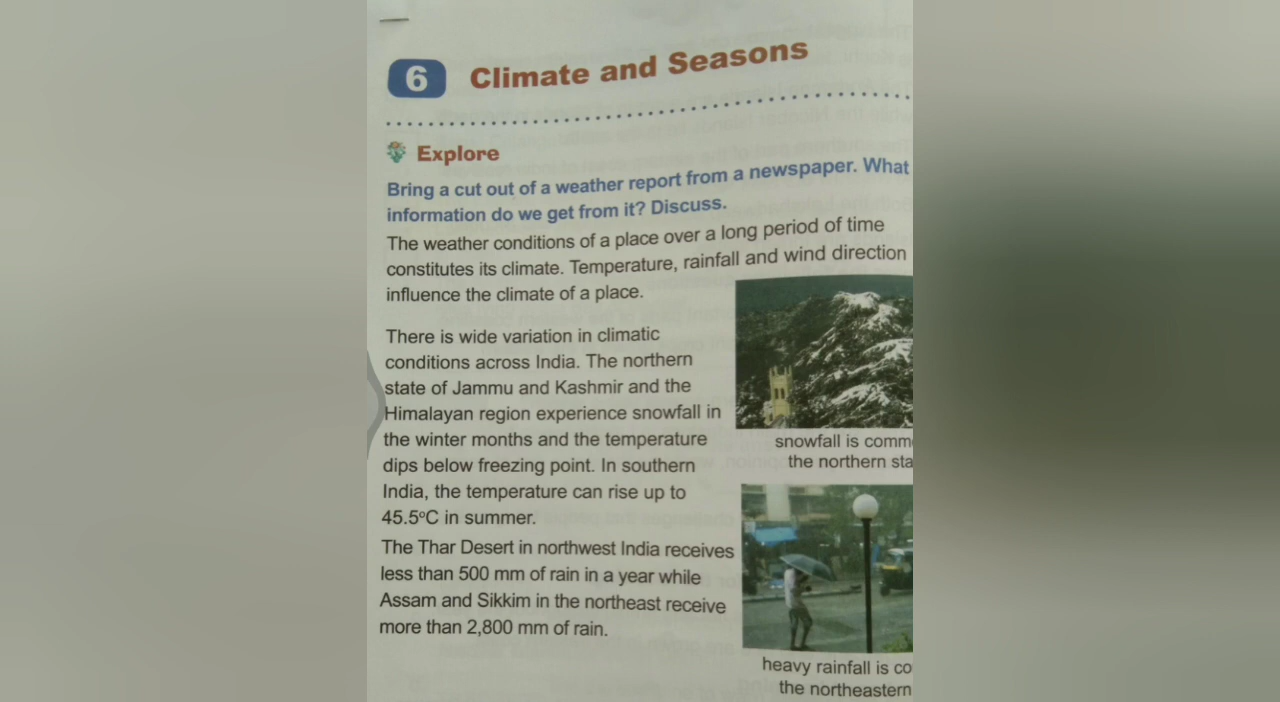 6 Climate and Seasons
Explore
Bring a cut out of a weather report from a newspaper. What
information do we get from it? Discuss.
The weather conditions of a place over a long period of time
constitutes its climate. Temperature, rainfall and wind direction
influence the climate of a place.
There is wide variation in climatic
conditions across India. The northern
state of Jammu and Kashmir and the
Himalayan region experience snowfall in
the winter months and the temperature
dips below freezing point. In southern
India, the temperature can rise up to
45.5°C in summer.
The Thar Desert in northwest India receives
less than 500 mm of rain in a year while
Assam and Sikkim in the northeast receive
more than 2,800 mm of rain.
snowfall is comm
the northern sta
heavy rainfall is co
the northeastern